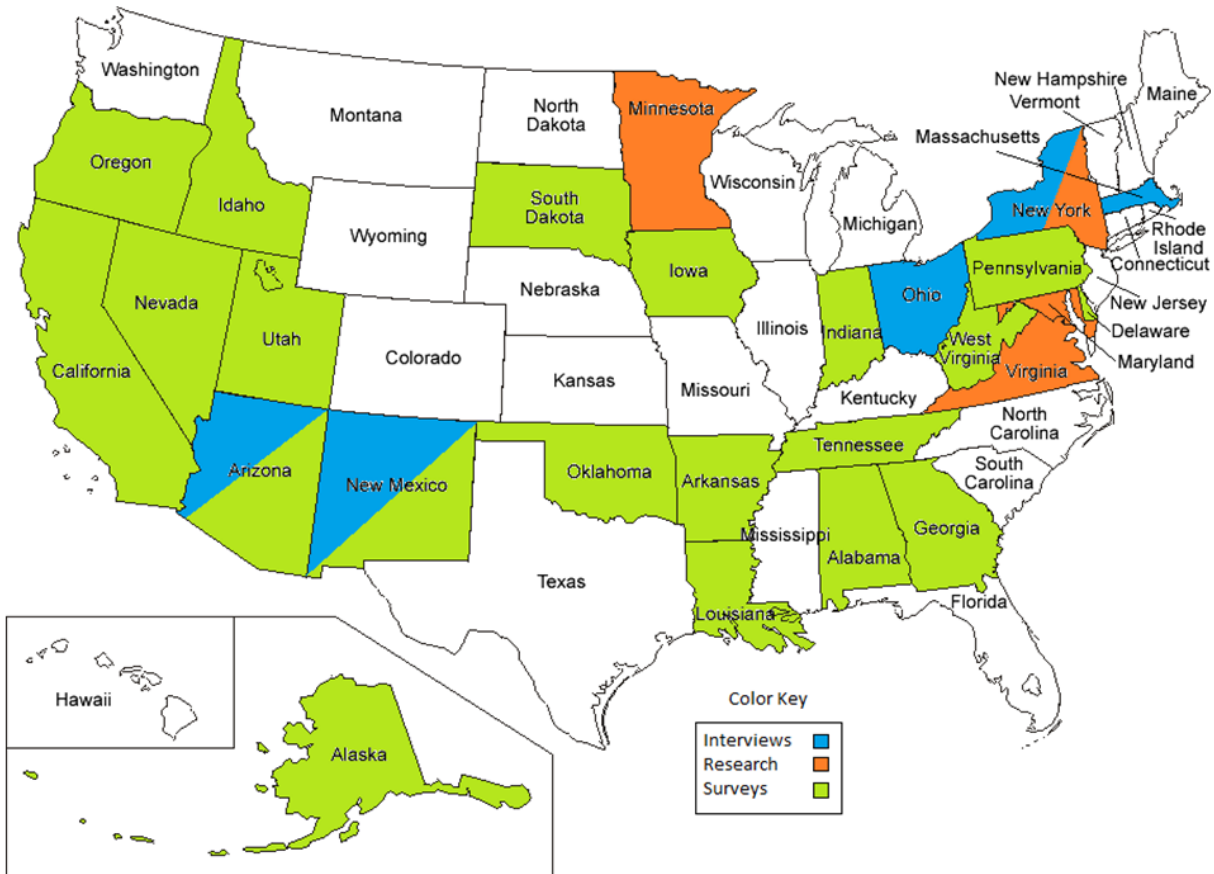 Washington
Montana
North
Dakota
Minnesota
New Hampshire
Vermont
Maine
Massachusetts
Oregon
Idaho
South
Dakota
Wisconsin
Michigan
New York
Rhode
Island
Connecticut
Wyoming
Iowa
Pennsylvania
Nebraska
Ohio
New Jersey
Nevada
Utah
Illinois
Indiana
Delaware
Colorado
West
Virginia
Maryland
California
Kansas
Missouri
Virginia
Kentucky
North
Carolina
Tennessee
Arizona
New Mexico
Oklahoma
Arkansas
South
Carolina
Mississippi
Georgia
Alabama
Texas
Florida
Louisiana
Hawaii
Alaska
Color Key
Interviews
Research
Surveys